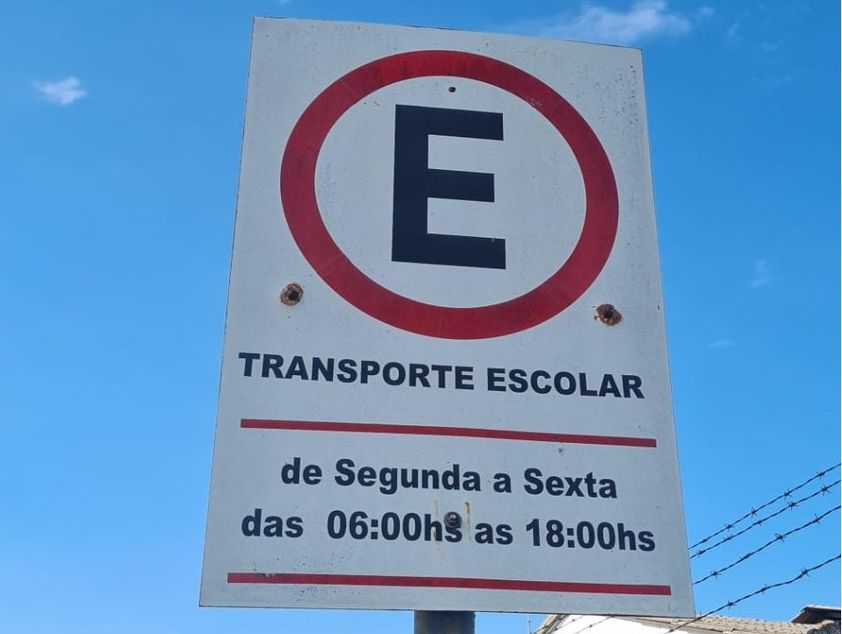 E
TRANSPORTE ESCOLAR
de Segunda a Sexta
das 06:00hs as 18:00hs